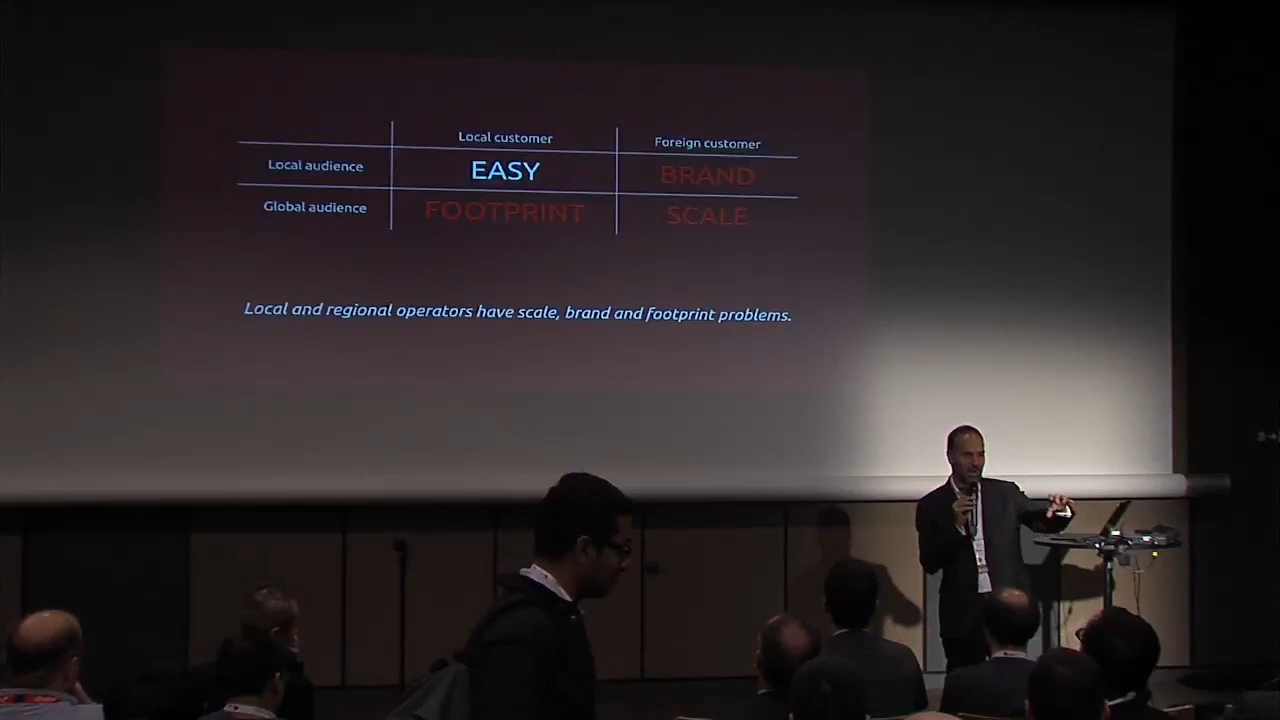 Local customer Foreign customer
Local audience EASY BRAND
Global audience FOOTPRINT SCALE
Local and regional operators have scale, brand and footprint problems.